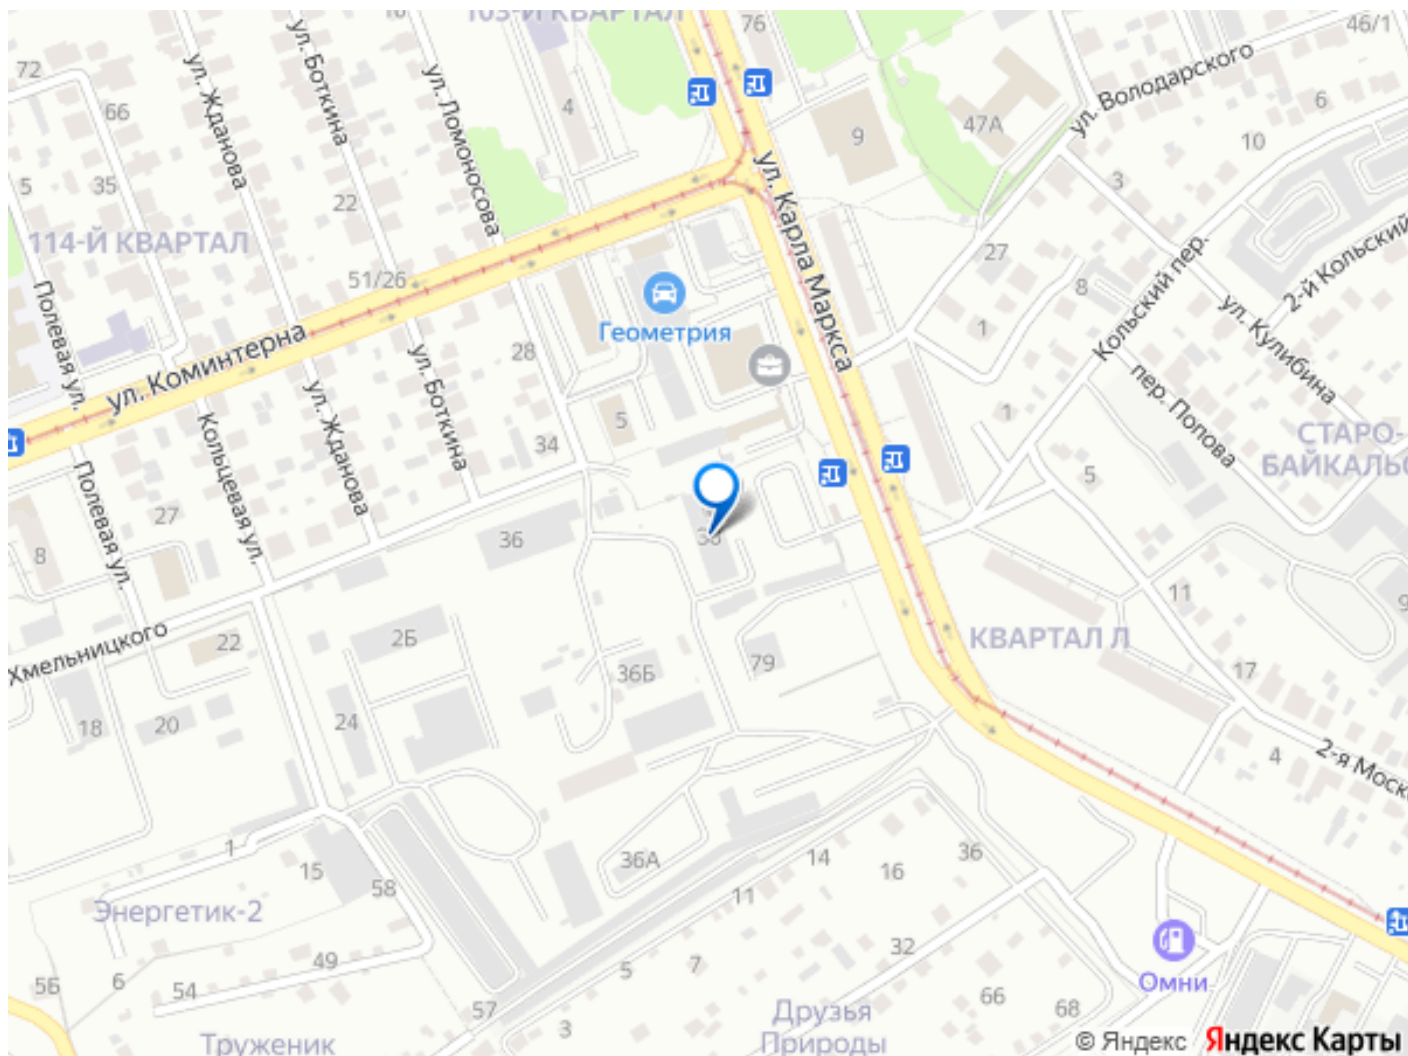 103-Й КВАРТАЛ
76
46/1
72
ул. Боткина
ул. Жданова
ул. Ломоносова
66
4
9
47А
ул. Володарского
6
10
5
35
22
3
114-Й КВАРТАЛ
51/26
ул. Карла Маркса
27
8
Кольский пер.
2-й Кольский
ул. Кулибина
Полевая ул.
ул. Коминтерна
Геометрия
28
1
пер. Попова
ул. Жданова
ул. Боткина
Кольцевая ул.
34
5
1
СТАРО-
БАЙКАЛЬС
Полевая ул.
27
8
36
38
5
11
9
Хмельницкого
22
2Б
КВАРТАЛ Л
36Б
79
17
18
20
24
4
2-я Моско
1
15
58
36А
14
16
36
11
Энергетик-2
49
32
5
7
5Б
6
54
57
3
66
68
Омни
Труженик
Друзья
Природы
© Яндекс Яндекс Карты